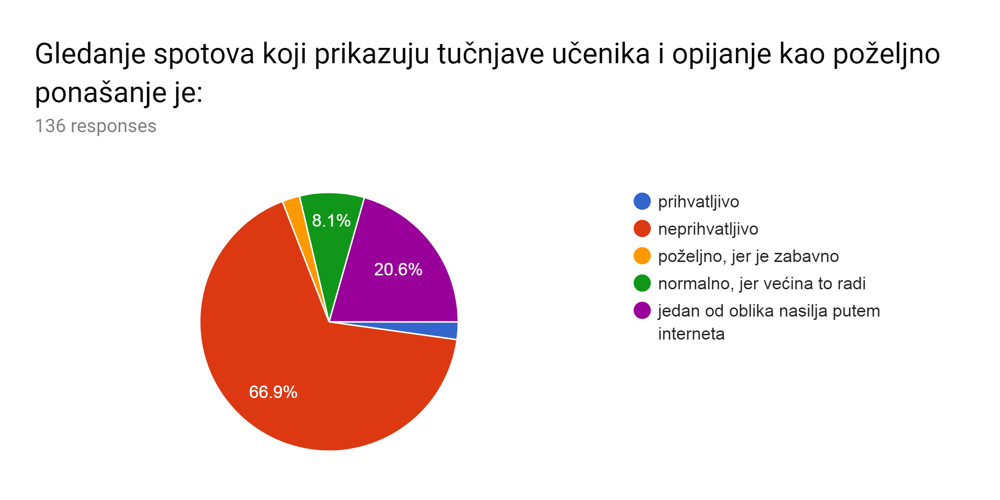 Gledanje spotova koji prikazuju tučnjave učenika i opijanje kao poželjno
ponašanje je:
136 responses
8.1%
20.6%
66.9%
prihvatljivo
neprihvatljivo
poželjno, jer je zabavno
normalno, jer većina to radi
jedan od oblika nasilja putem
interneta